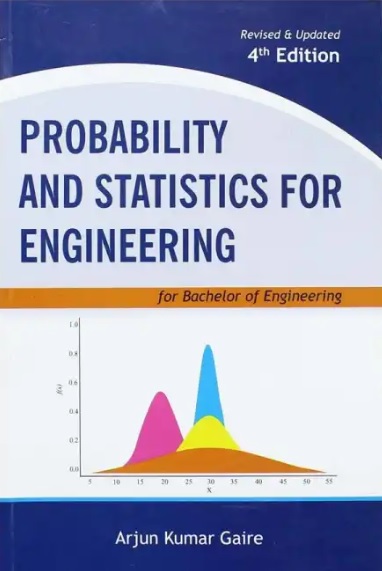 Revised & Updated
4th Edition
PROBABILITY
AND STATISTICS FOR
ENGINEERING
for Bachelor of Engineering
1.0
0.8
0.6
0.4
0.2
0.0
f(x)
5 10 15 20 25 30 35 40 45 50 55
X
Arjun Kumar Gaire